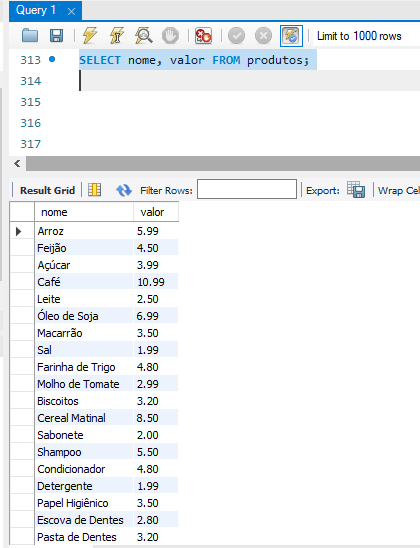 Query 1
Limit to 1000 rows
313 SELECT nome, valor FROM produtos;
314
315
316
317
Result Grid Filter Rows: Export: Wrap Cel
nome valor
Arroz 5.99
Feijão 4.50
Açúcar 3.99
Café 10.99
Leite 2.50
Óleo de Soja 6.99
Macarrão 3.50
Sal 1.99
Farinha de Trigo 4.80
Molho de Tomate 2.99
Biscoitos 3.20
Cereal Matinal 8.50
Sabonete 2.00
Shampoo 5.50
Condicionador 4.80
Detergente 1.99
Papel Higiênico 3.50
Escova de Dentes 2.80
Pasta de Dentes 3.20